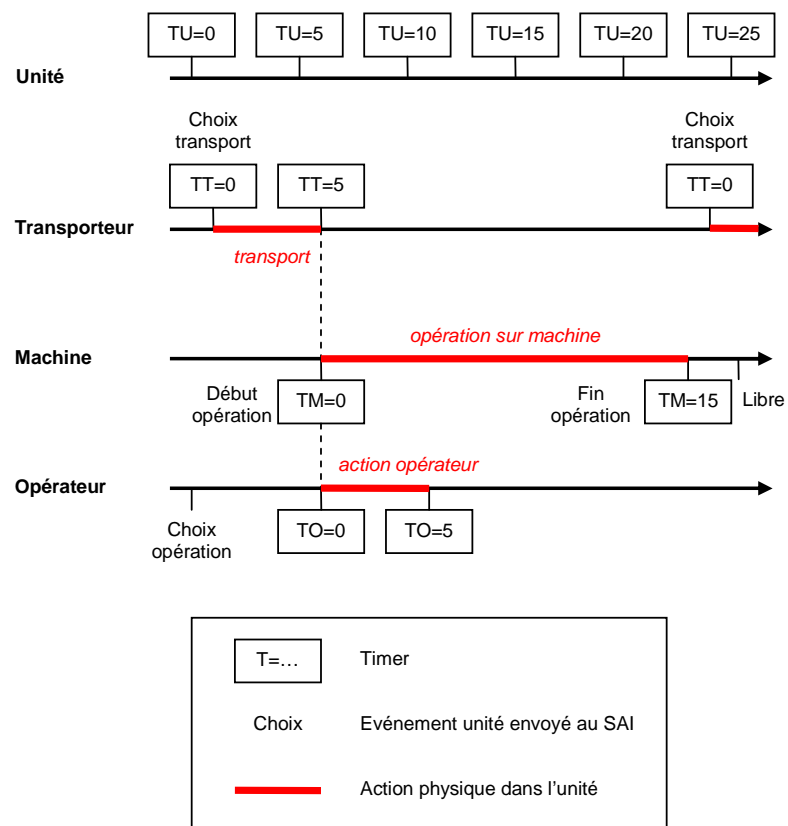 TU=0 TU=5 TU=10 TU=15 TU=20 TU=25
Unité
Choix
transport
Choix
transport
TT=0 TT=5 TT=0
Transporteur
transport
opération sur machine
Machine
Début
opération
TM=0
Fin
opération
TM=15
Libre
action opérateur
Opérateur
Choix
opération
TO=0 TO=5
T=… Timer
Choix Evénement unité envoyé au SAI
Action physique dans l'unité